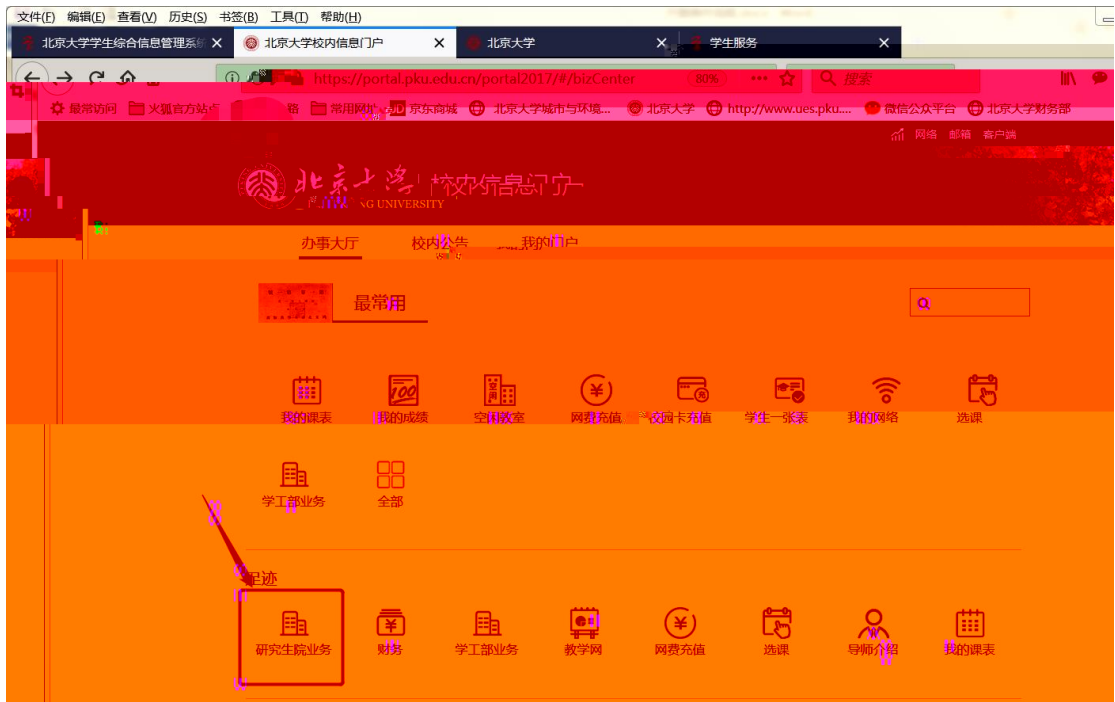 文件(F) 编辑(E) 查看(V) 历史(S) 书签(B) 工具(T) 帮助(H)
北京大学学生综合信息管理系统 北京大学校内信息门户 北京大学 学生服务
https://portal.pku.edu.cn/portal2017/#/bizCenter 80% 搜索
最常访问 火狐官方站点 常用网址 JD 京东商城 北京大学城市与环境... 北京大学 http://www.ues.pku.... 微信公众平台 北京大学财务部
网络 邮箱 客户端
北京大学 校内信息门户
NG UNIVERSITY
办事大厅 校内公告 我的门户
最常用
我的课表 我的成绩 空闲教室 网费充值 校园卡充值 学生一张表 我的网络 选课
学工部业务 全部
足迹
研究生院业务 财务 学工部业务 教学网 网费充值 选课 导师介绍 我的课表